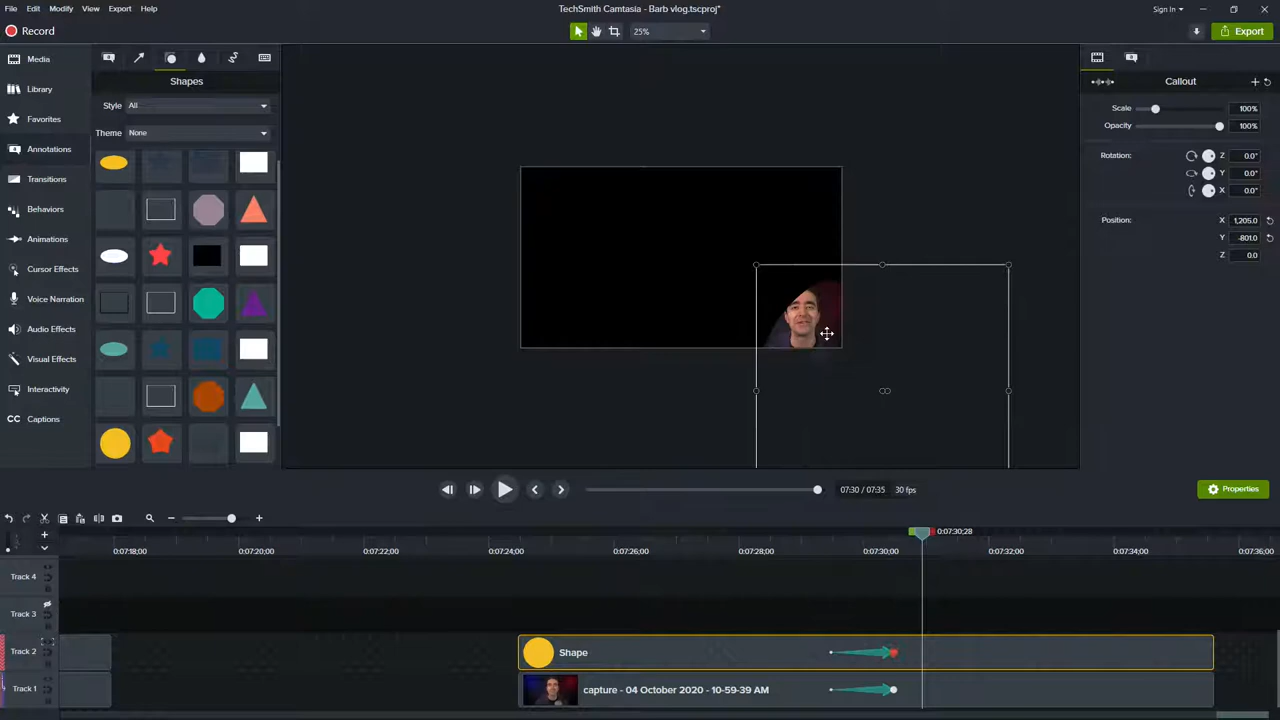 File Edit Modify View Export Help
TechSmith Camtasia - Barb vlog.tscproj*
Sign In
Record
25%
Export
Media
Library
Favorites
Annotations
Transitions
Behaviors
Animations
Cursor Effects
Voice Narration
Audio Effects
Visual Effects
Interactivity
CC Captions
Shapes
Style All
Theme None
Callout
Scale 100%
Opacity 100%
Rotation: Z 0.0°
Y 0.0°
X 0.0°
Position: X 1,205.0
Y -801.0
Z 0.0
07:30 / 07:35 30 fps
Properties
0:07:30;28
0:07:18;00 0:07:20;00 0:07:22;00 0:07:24;00 0:07:26;00 0:07:28;00 0:07:30;00 0:07:32;00 0:07:34;00 0:07:36;00
Track 4
Track 3
Track 2
Shape
Track 1
capture - 04 October 2020 - 10-59-39 AM